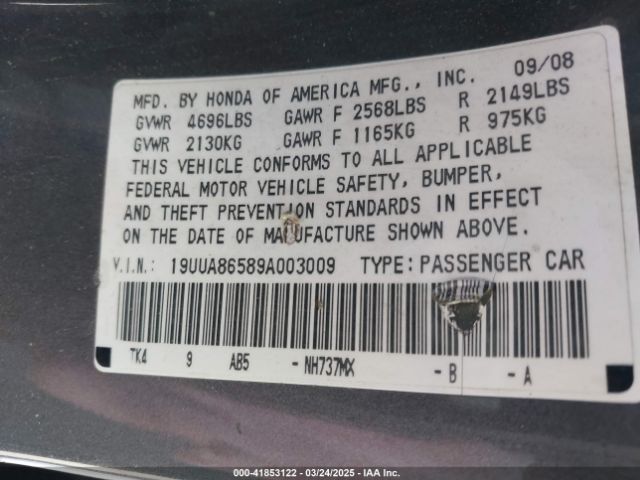 09/08
MFD. BY HONDA OF AMERICA MFG., INC.
GVWR 4696LBS GAWR F 2568LBS R 2149LBS
GVWR 2130KG GAWR F 1165KG R 975KG
THIS VEHICLE CONFORMS TO ALL APPLICABLE
FEDERAL MOTOR VEHICLE SAFETY, BUMPER,
AND THEFT PREVENTION STANDARDS IN EFFECT
ON THE DATE OF MANUFACTURE SHOWN ABOVE.
V.I.N.: 19UUA86589A003009 TYPE: PASSENGER CAR
TK4 9 AB5 - NH737MX - B - A
000-41853122 | 03/24/2025 | IAA Inc.